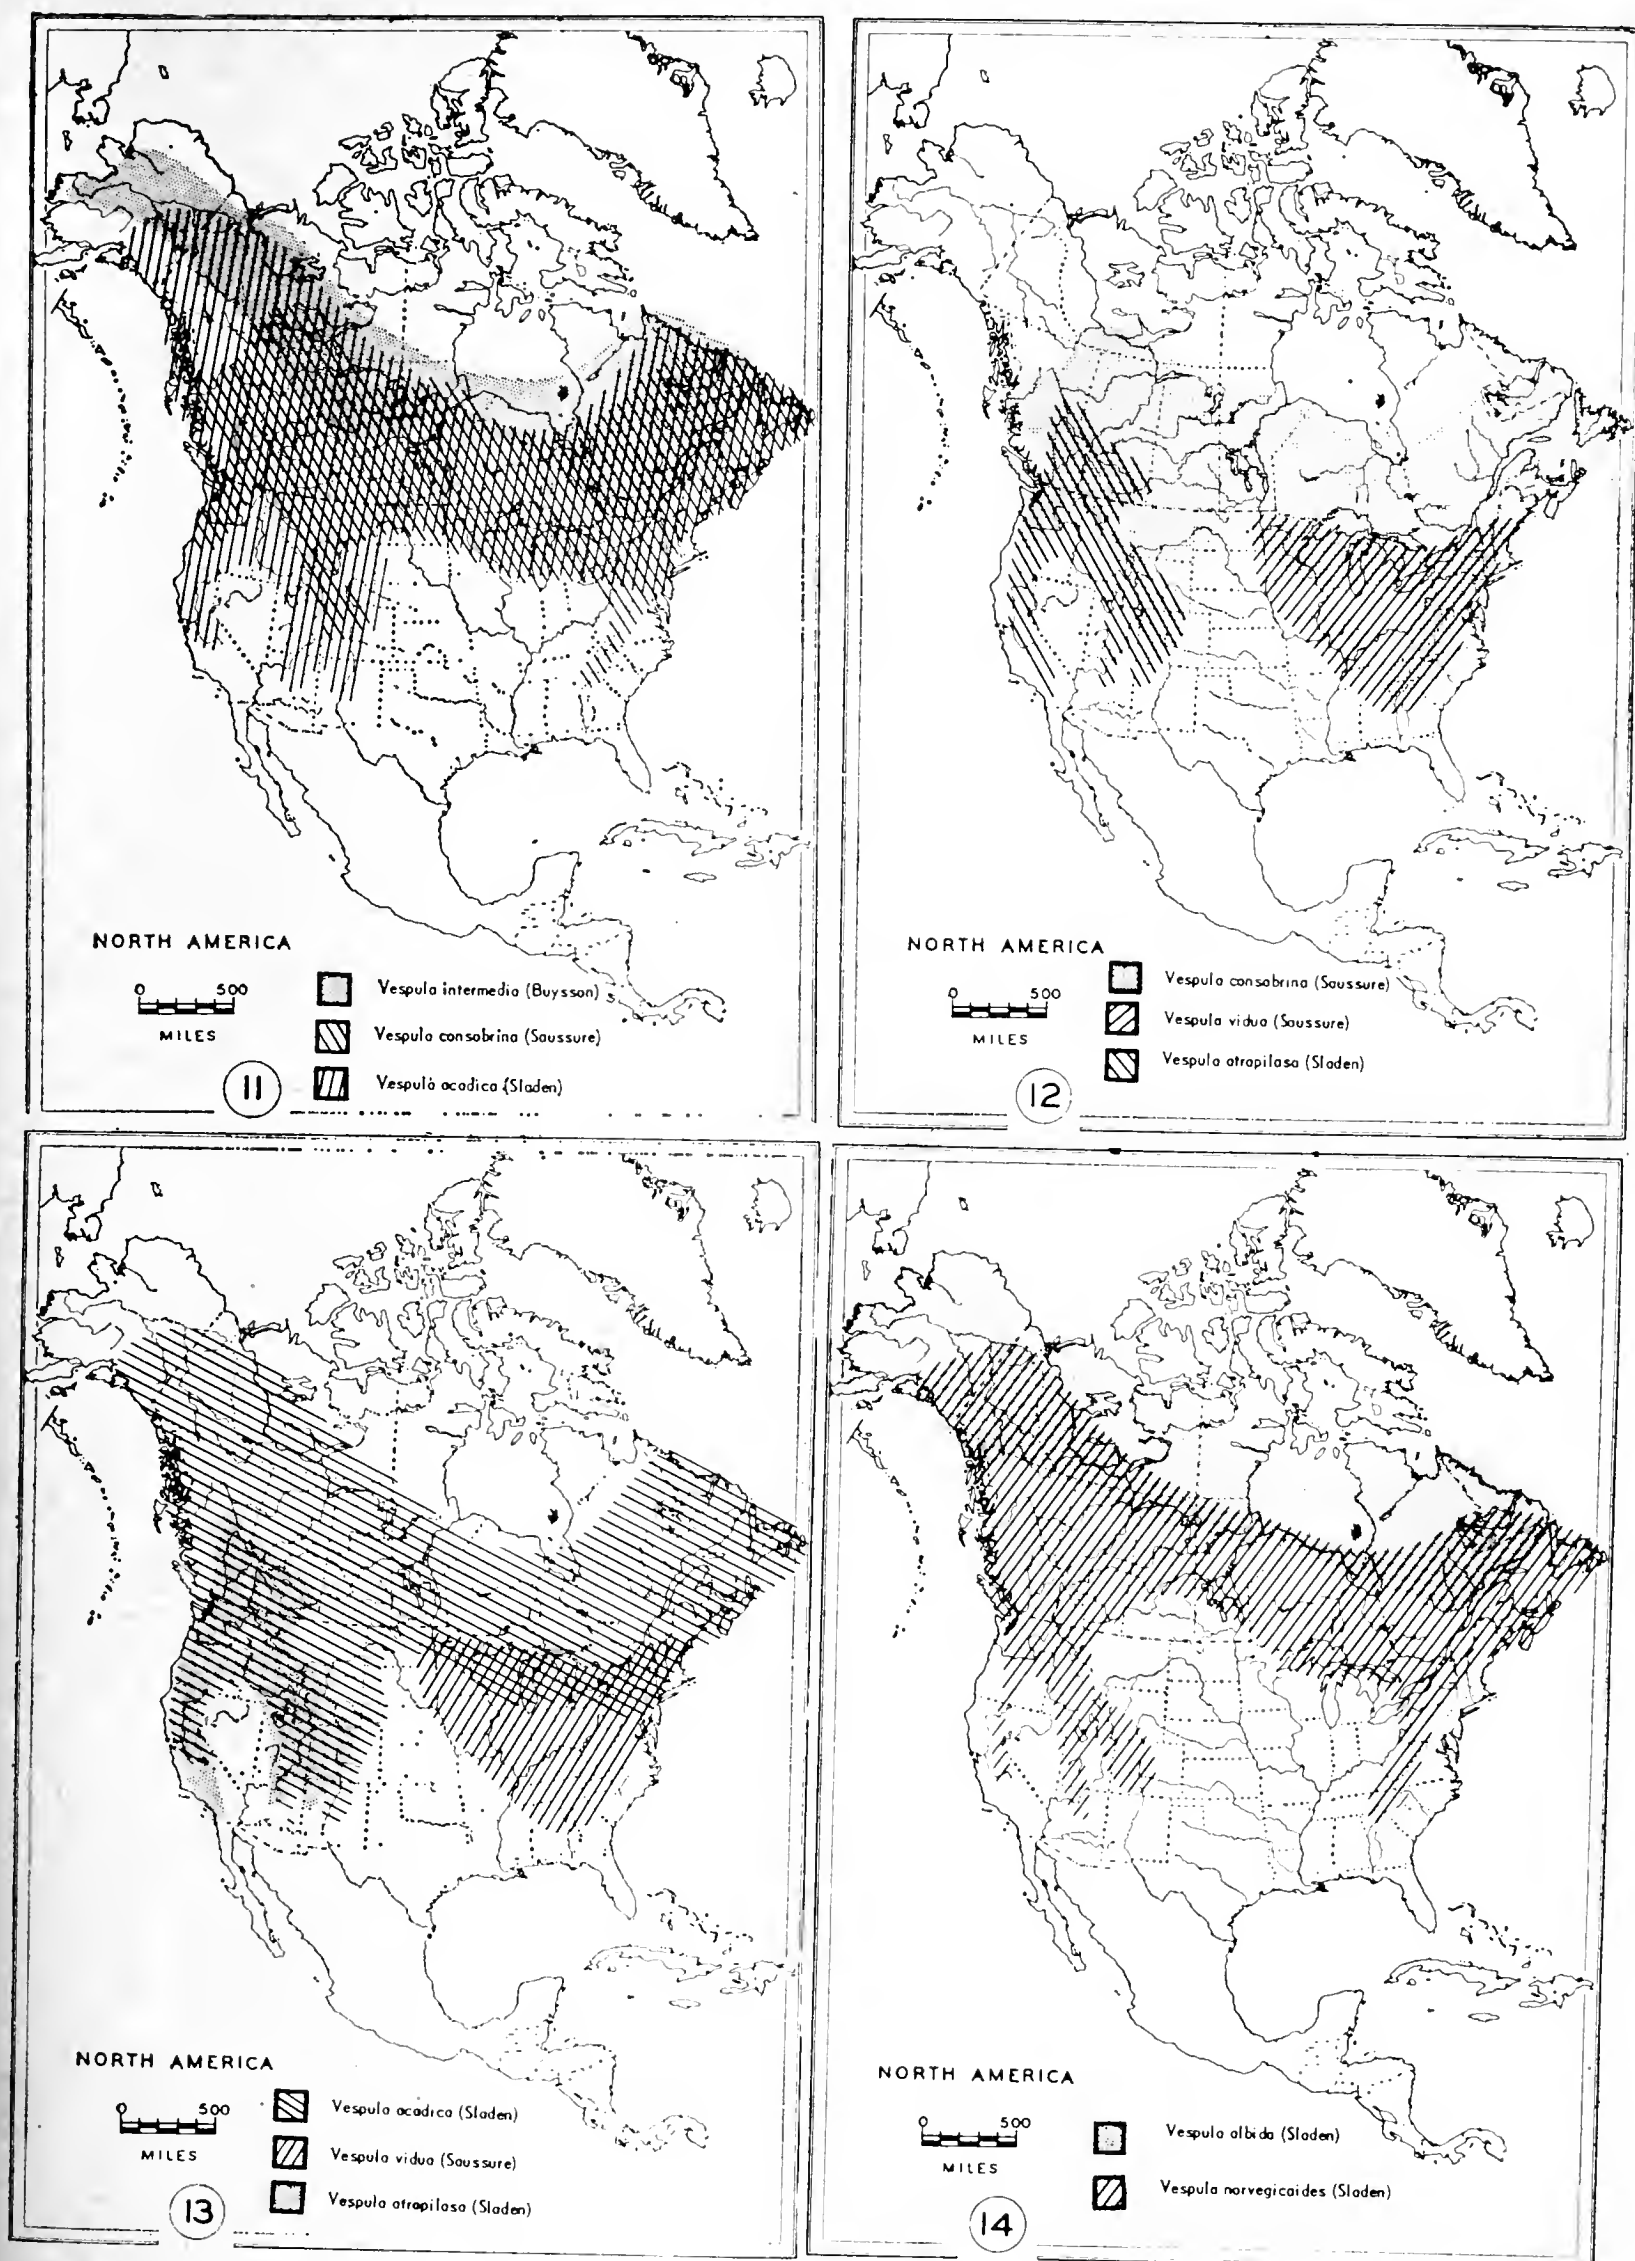 NORTH AMERICA
0 500
MILES
Vespula intermedia (Buysson)
Vespula consobrina (Saussure)
Vespula acadica (Sladen)
11
NORTH AMERICA
0 500
MILES
Vespula consobrina (Saussure)
Vespula vidua (Saussure)
Vespula atropilosa (Sladen)
12
NORTH AMERICA
0 500
MILES
Vespula acadica (Sladen)
Vespula vidua (Saussure)
Vespula atropilosa (Sladen)
13
NORTH AMERICA
0 500
MILES
Vespula albida (Sladen)
Vespula norvegicoides (Sladen)
14